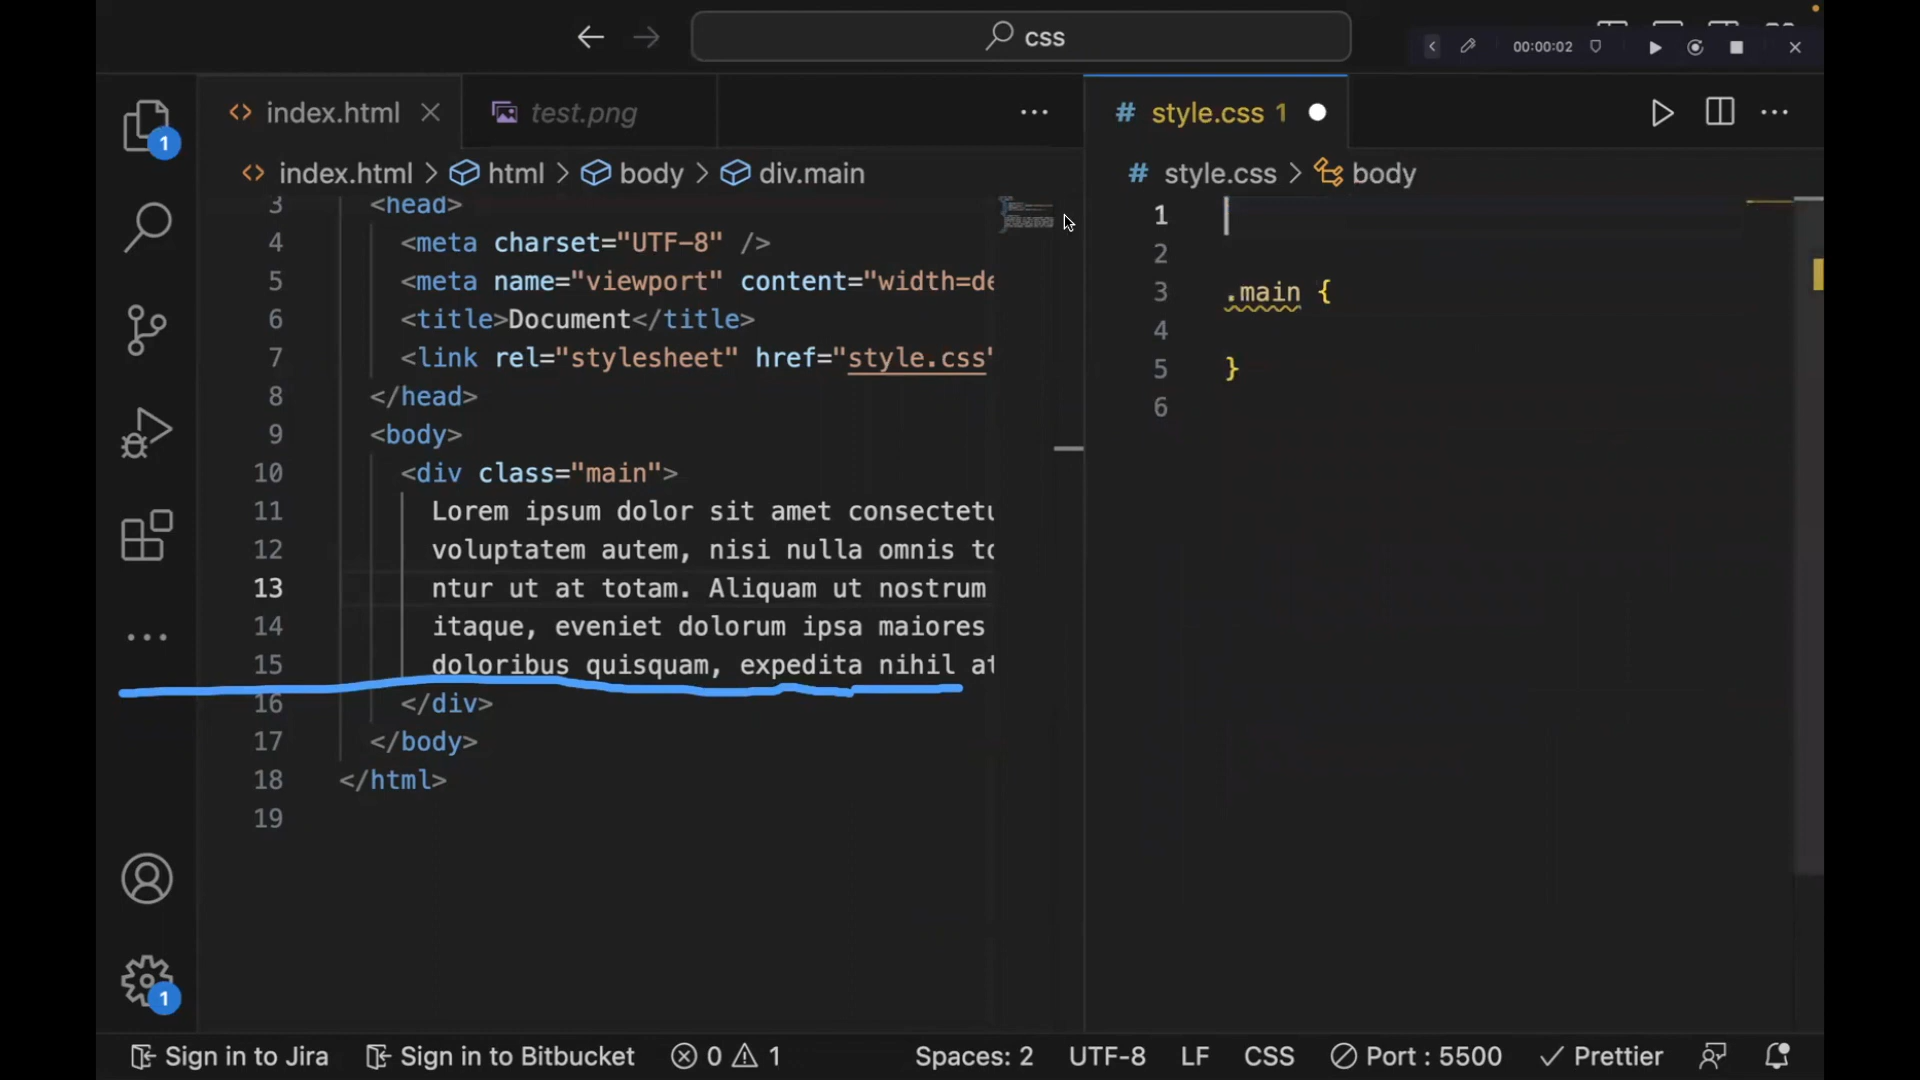 css
00:00:02
index.html
test.png
style.css 1
index.html > html > body > div.main
style.css > body
3 <head>
4 <meta charset="UTF-8" />
5 <meta name="viewport" content="width=de
6 <title>Document</title>
7 <link rel="stylesheet" href="style.css"
8 </head>
9 <body>
10 <div class="main">
11 Lorem ipsum dolor sit amet consectetu
12 voluptatem autem, nisi nulla omnis to
13 ntur ut at totam. Aliquam ut nostrum
14 itaque, eveniet dolorum ipsa maiores
15 doloribus quisquam, expedita nihil at
16 </div>
17 </body>
18 </html>
19
1
2
3 .main {
4
5 }
6
1
1
Sign in to Jira Sign in to Bitbucket 0 1 Spaces: 2 UTF-8 LF CSS Port : 5500 Prettier